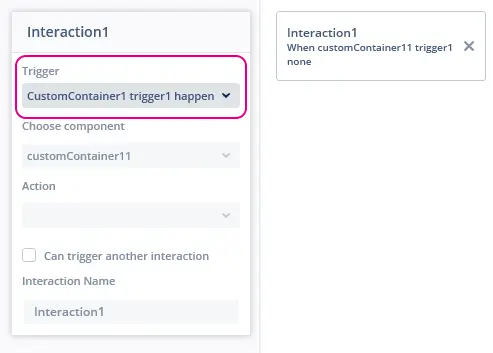 Interaction1
Trigger
CustomContainer1 trigger1 happen
Choose component
customContainer11
Action
Can trigger another interaction
Interaction Name
Interaction1
Interaction1
When customContainer11 trigger1
none